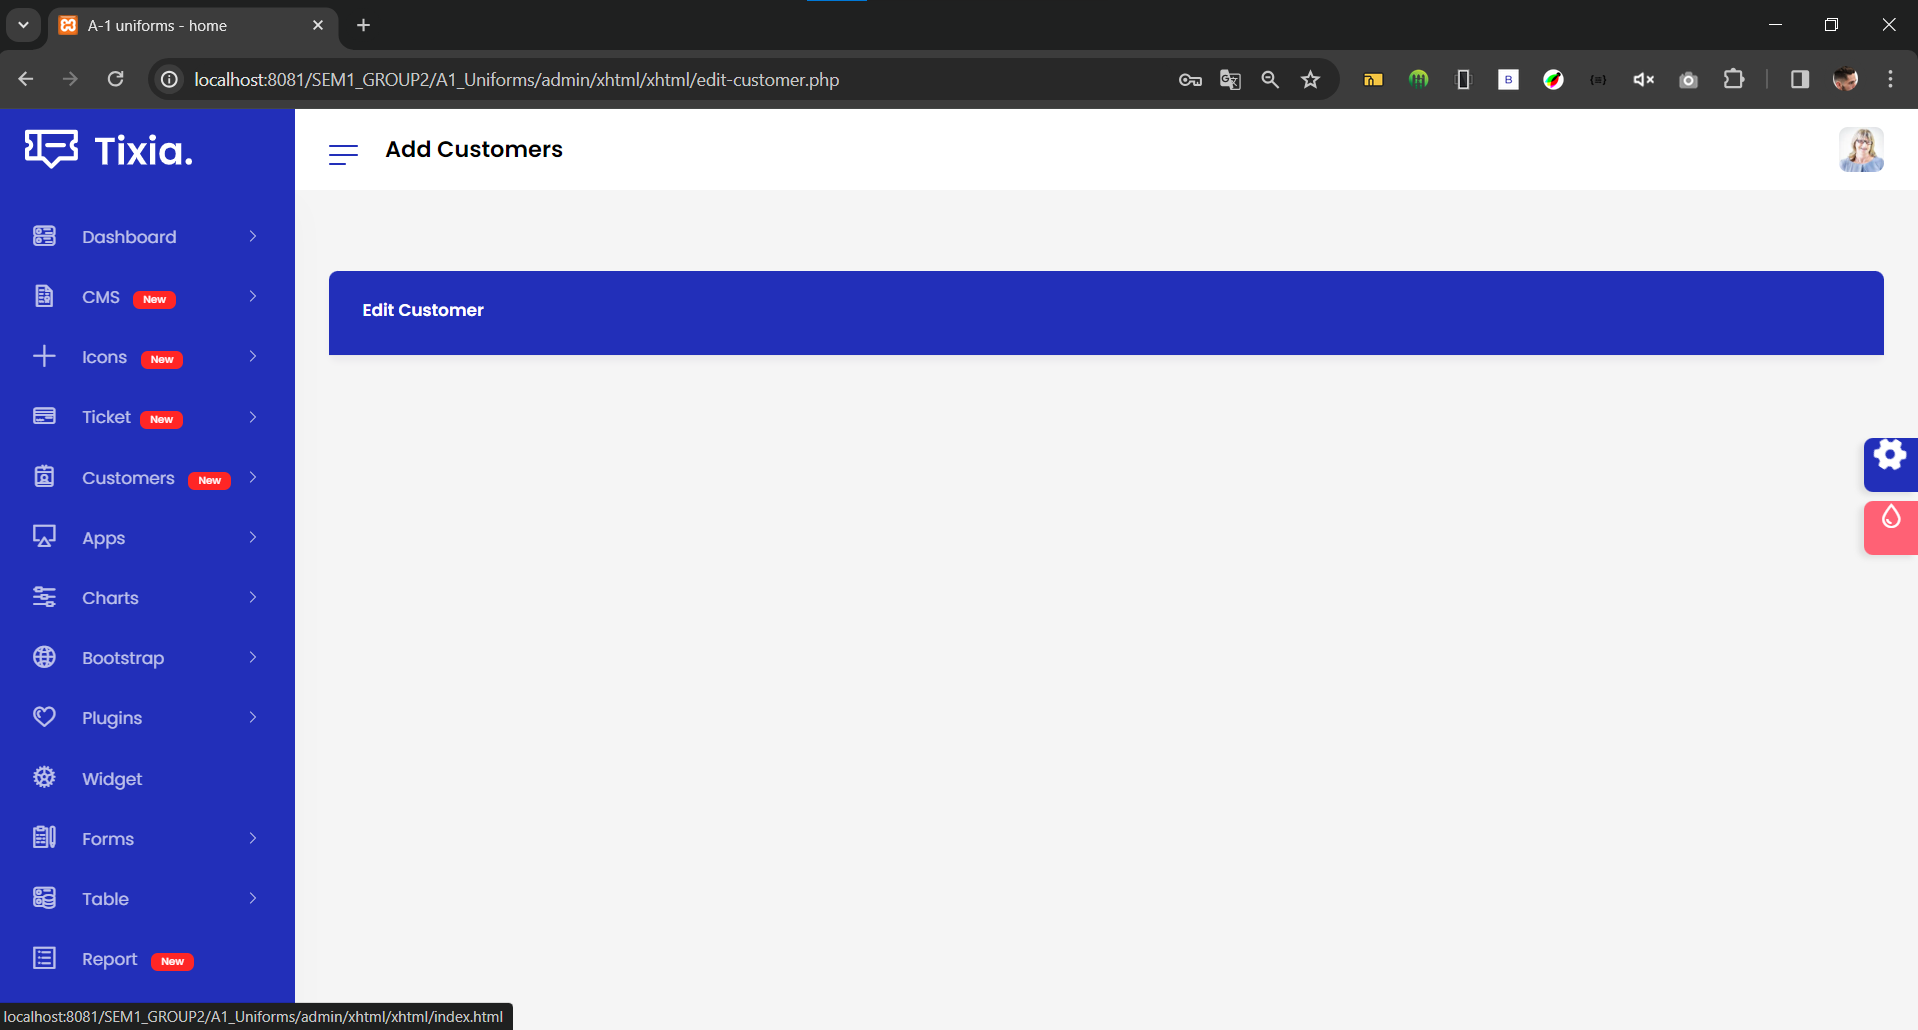 A-1 uniforms - home
localhost:8081/SEM1_GROUP2/A1_Uniforms/admin/xhtml/xhtml/edit-customer.php
B
Tixia.
Add Customers
Dashboard
CMS New
Icons New
Ticket New
Customers New
Apps
Charts
Bootstrap
Plugins
Widget
Forms
Table
Report New
Edit Customer
localhost:8081/SEM1_GROUP2/A1_Uniforms/admin/xhtml/xhtml/index.html